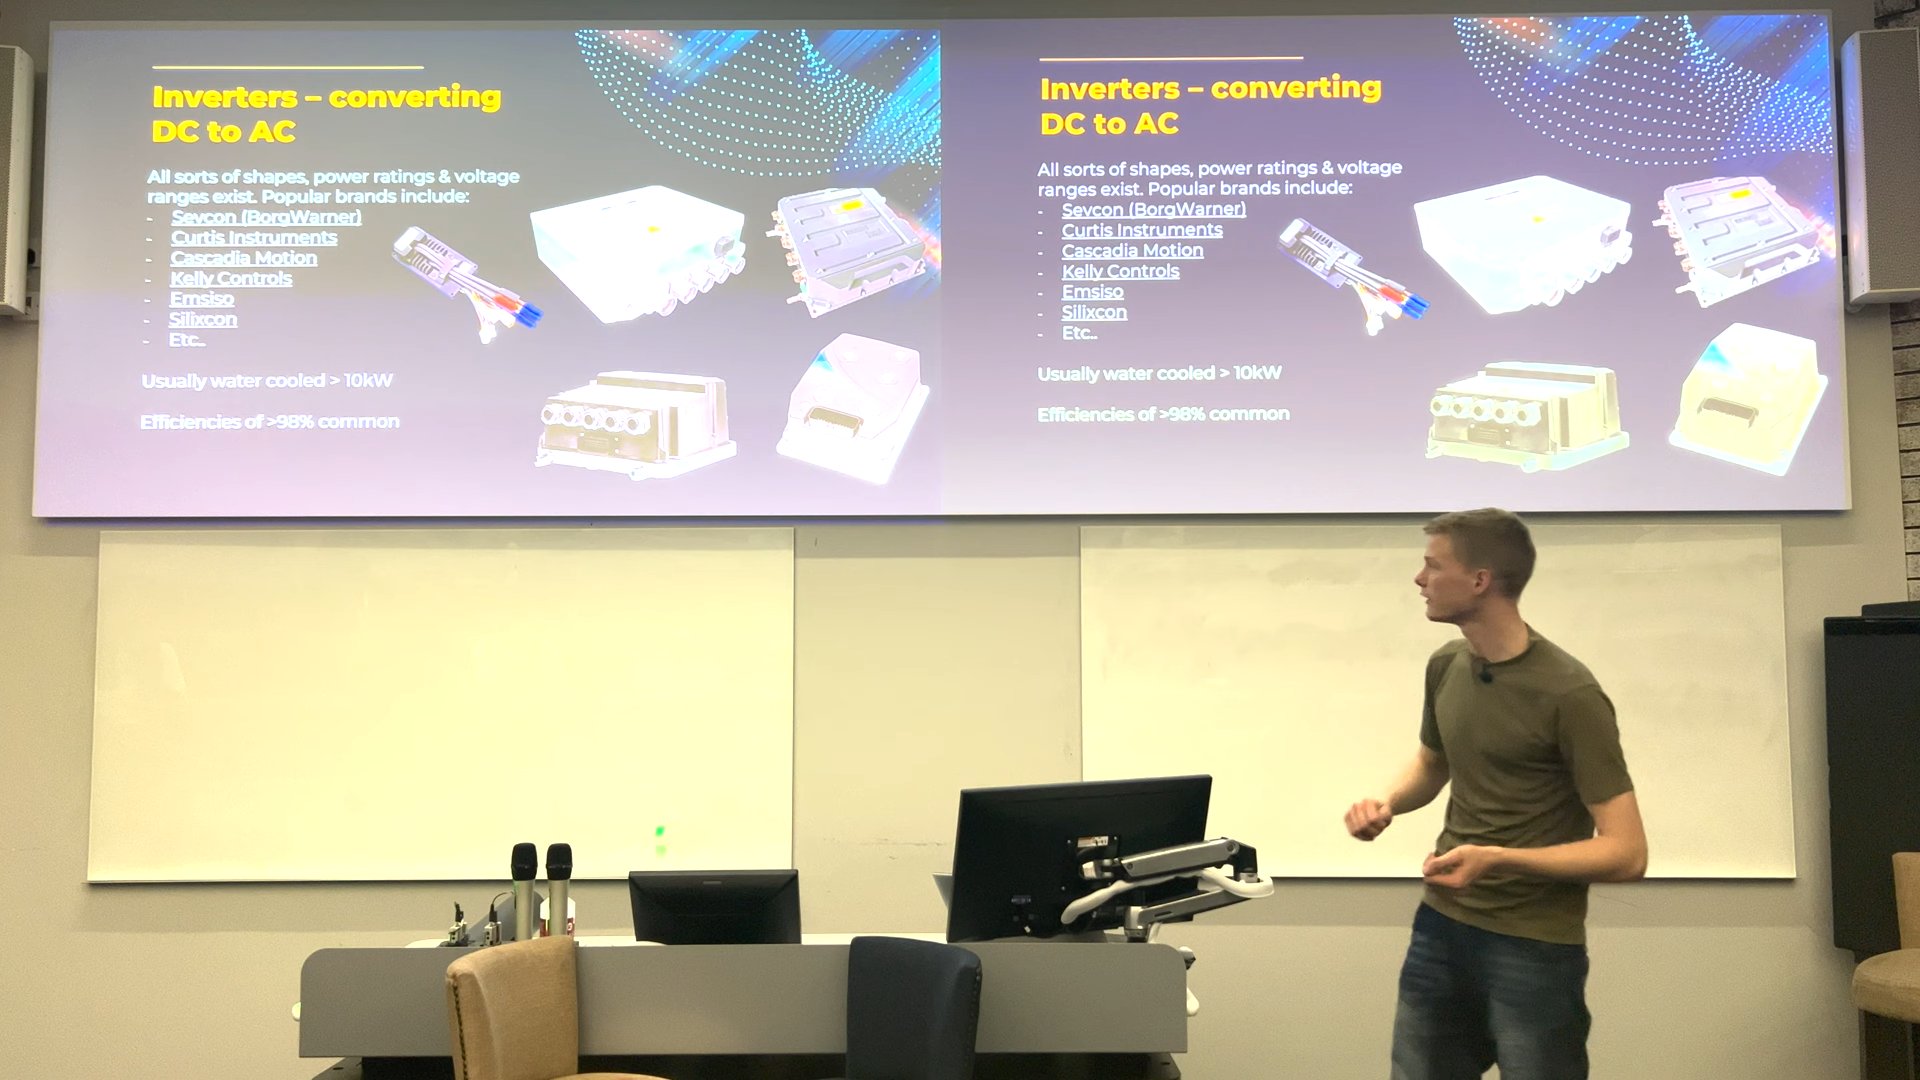 Inverters – converting
DC to AC
All sorts of shapes, power ratings & voltage
ranges exist. Popular brands include:
- Sevcon (BorgWarner)
- Curtis Instruments
- Cascadia Motion
- Kelly Controls
- Emsiso
- Silixcon
- Etc..
Usually water cooled > 10kW
Efficiencies of >98% common
Inverters – converting
DC to AC
All sorts of shapes, power ratings & voltage
ranges exist. Popular brands include:
- Sevcon (BorgWarner)
- Curtis Instruments
- Cascadia Motion
- Kelly Controls
- Emsiso
- Silixcon
- Etc..
Usually water cooled > 10kW
Efficiencies of >98% common